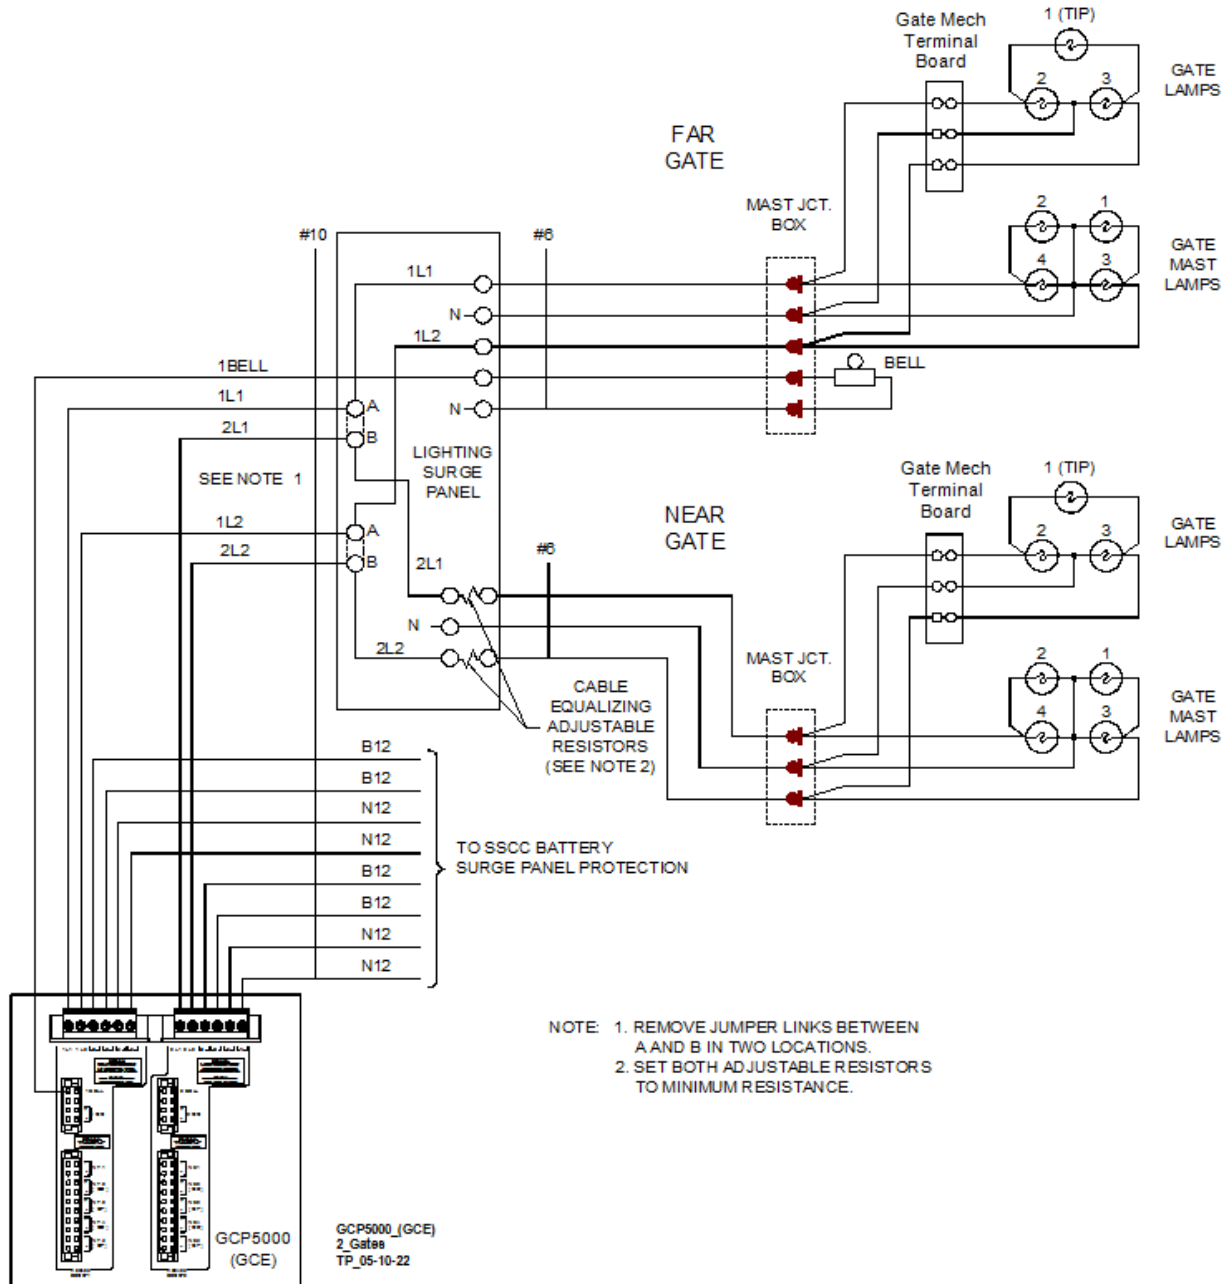 Gate Mech
Terminal
Board
1 (TIP)
2
3
GATE
LAMPS
FAR
GATE
MAST JCT.
BOX
2
1
4
3
GATE
MAST
LAMPS
#10
#6
1L1
N
1L2
1BELL
BELL
1L1
A
N
2L1
B
LIGHTING
SURGE
PANEL
SEE NOTE 1
1L2
A
2L2
B
NEAR
GATE
#6
2L1
N
2L2
Gate Mech
Terminal
Board
1 (TIP)
2
3
GATE
LAMPS
MAST JCT.
BOX
2
1
4
3
GATE
MAST
LAMPS
CABLE
EQUALIZING
ADJUSTABLE
RESISTORS
(SEE NOTE 2)
B12
B12
N12
N12
B12
B12
N12
N12
TO SSCC BATTERY
SURGE PANEL PROTECTION
NOTE: 1. REMOVE JUMPER LINKS BETWEEN
A AND B IN TWO LOCATIONS.
2. SET BOTH ADJUSTABLE RESISTORS
TO MINIMUM RESISTANCE.
GCP5000
(GCE)
GCP5000_(GCE)
2_Gates
TP_05-10-22